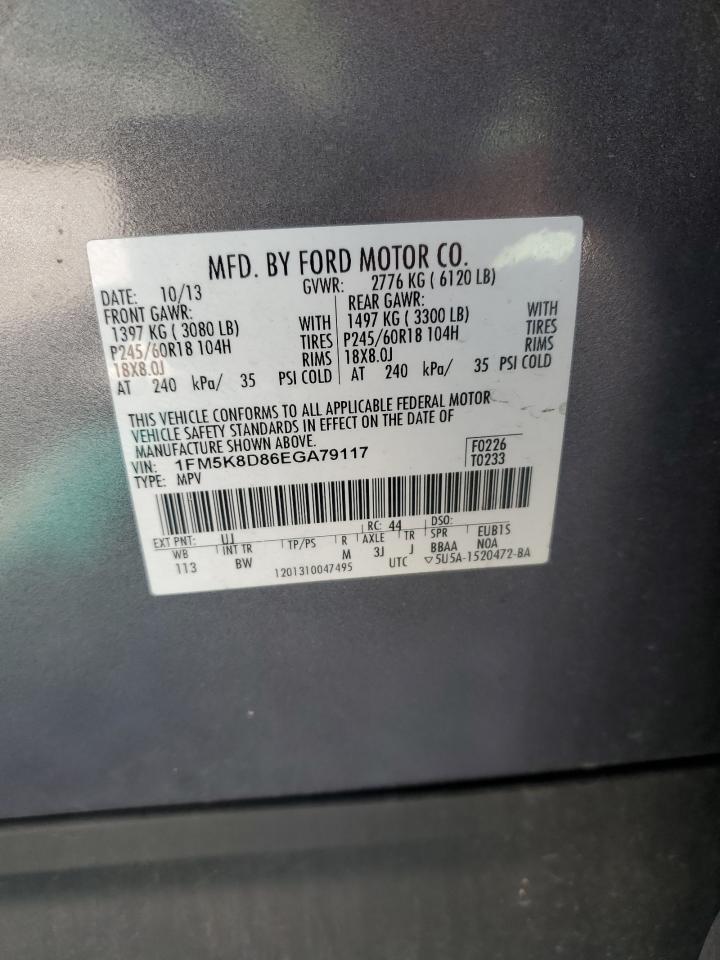 MFD. BY FORD MOTOR CO.
DATE: 10/13 GVWR: 2776 KG ( 6120 LB)
FRONT GAWR: REAR GAWR:
1397 KG ( 3080 LB) WITH 1497 KG ( 3300 LB) WITH
P245/60R18 104H TIRES P245/60R18 104H TIRES
18X8.0J RIMS 18X8.0J RIMS
AT 240 kPa/ 35 PSI COLD AT 240 kPa/ 35 PSI COLD
THIS VEHICLE CONFORMS TO ALL APPLICABLE FEDERAL MOTOR
VEHICLE SAFETY STANDARDS IN EFFECT ON THE DATE OF
MANUFACTURE SHOWN ABOVE.
VIN: 1FM5K8D86EGA79117 F0226
TYPE: MPV T0233
EXT PNT: UJ RC: 44 DSO:
WB INT TR TP/PS R AXLE TR SPR EUB1S
113 BW M 3J J BBAA N0A
1201310047495 UTC ▽5U5A-1520472-BA